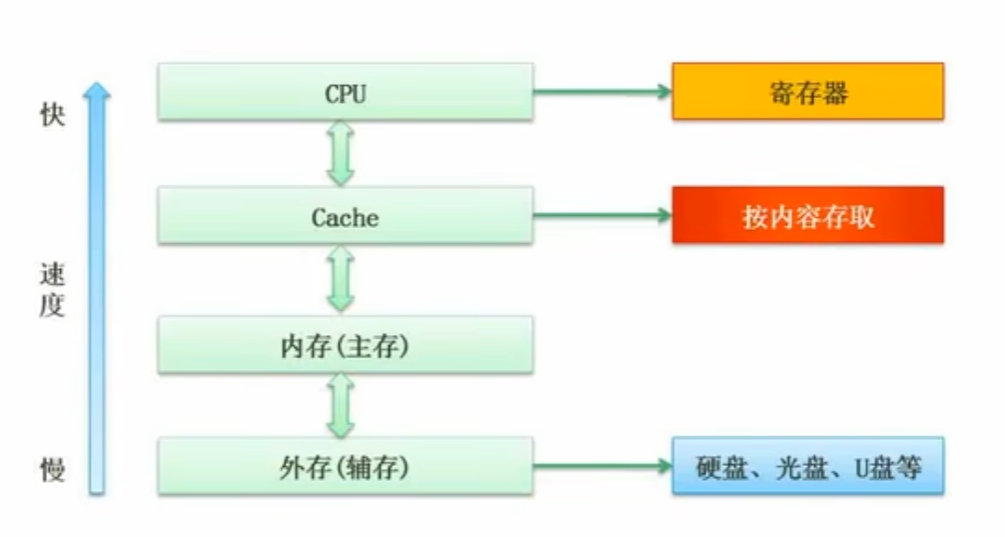 CPU
寄存器
快
Cache
按内容存取
速
度
内存(主存)
慢
外存(辅存)
硬盘、光盘、U盘等